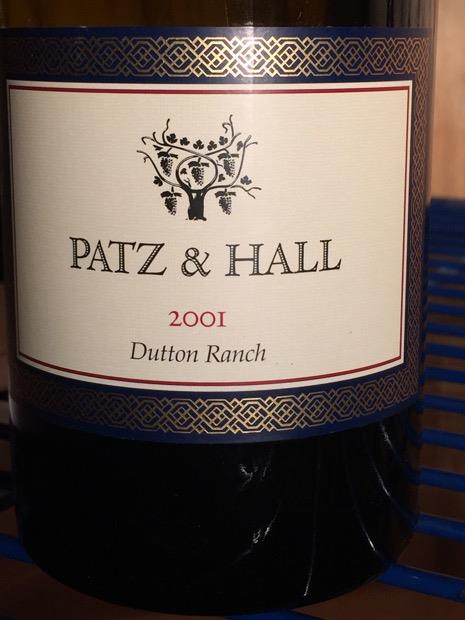 PATZ & HALL
2001
Dutton Ranch